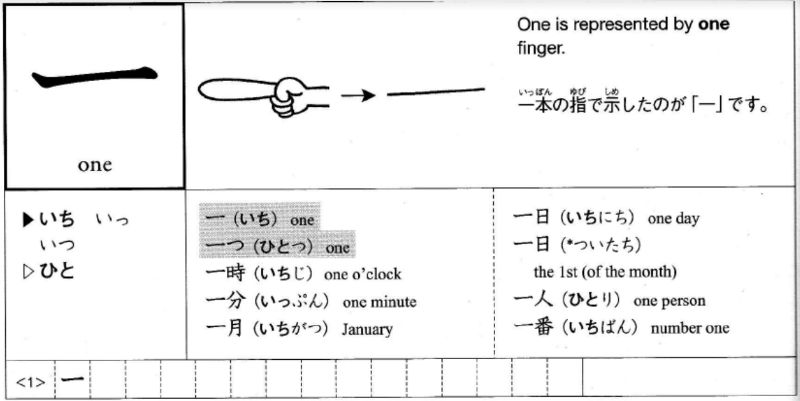 一
one
One is represented by one
finger.
いっぽん ゆび しめ
一本の指で示したのが「一」です。
▶いち いっ
いつ
▷ひと
一 (いち) one
一つ (ひとつ) one
一時 (いちじ) one o'clock
一分 (いっぷん) one minute
一月 (いちがつ) January
一日 (いちにち) one day
一日 (*ついたち)
the 1st (of the month)
一人 (ひとり) one person
一番 (いちばん) number one
<1> 一